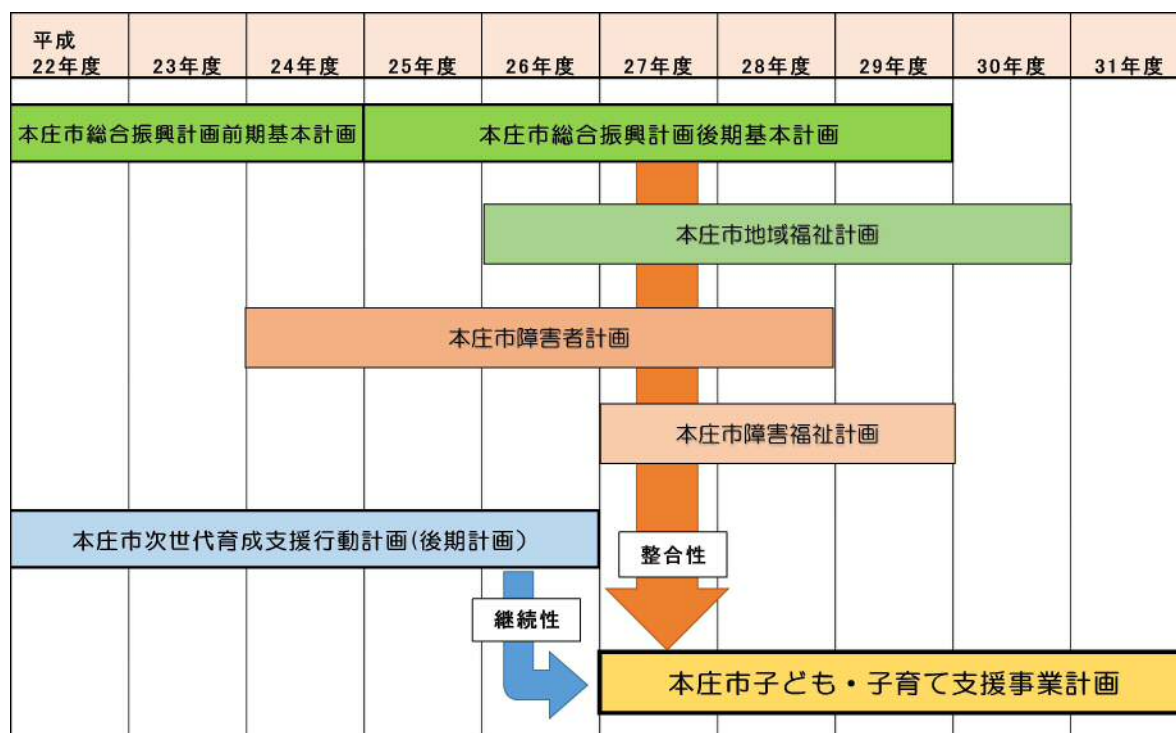 平成
22年度 23年度 24年度 25年度 26年度 27年度 28年度 29年度 30年度 31年度
本庄市総合振興計画前期基本計画 本庄市総合振興計画後期基本計画
本庄市地域福祉計画
本庄市障害者計画
本庄市障害福祉計画
本庄市次世代育成支援行動計画(後期計画)
整合性
継続性
本庄市子ども・子育て支援事業計画